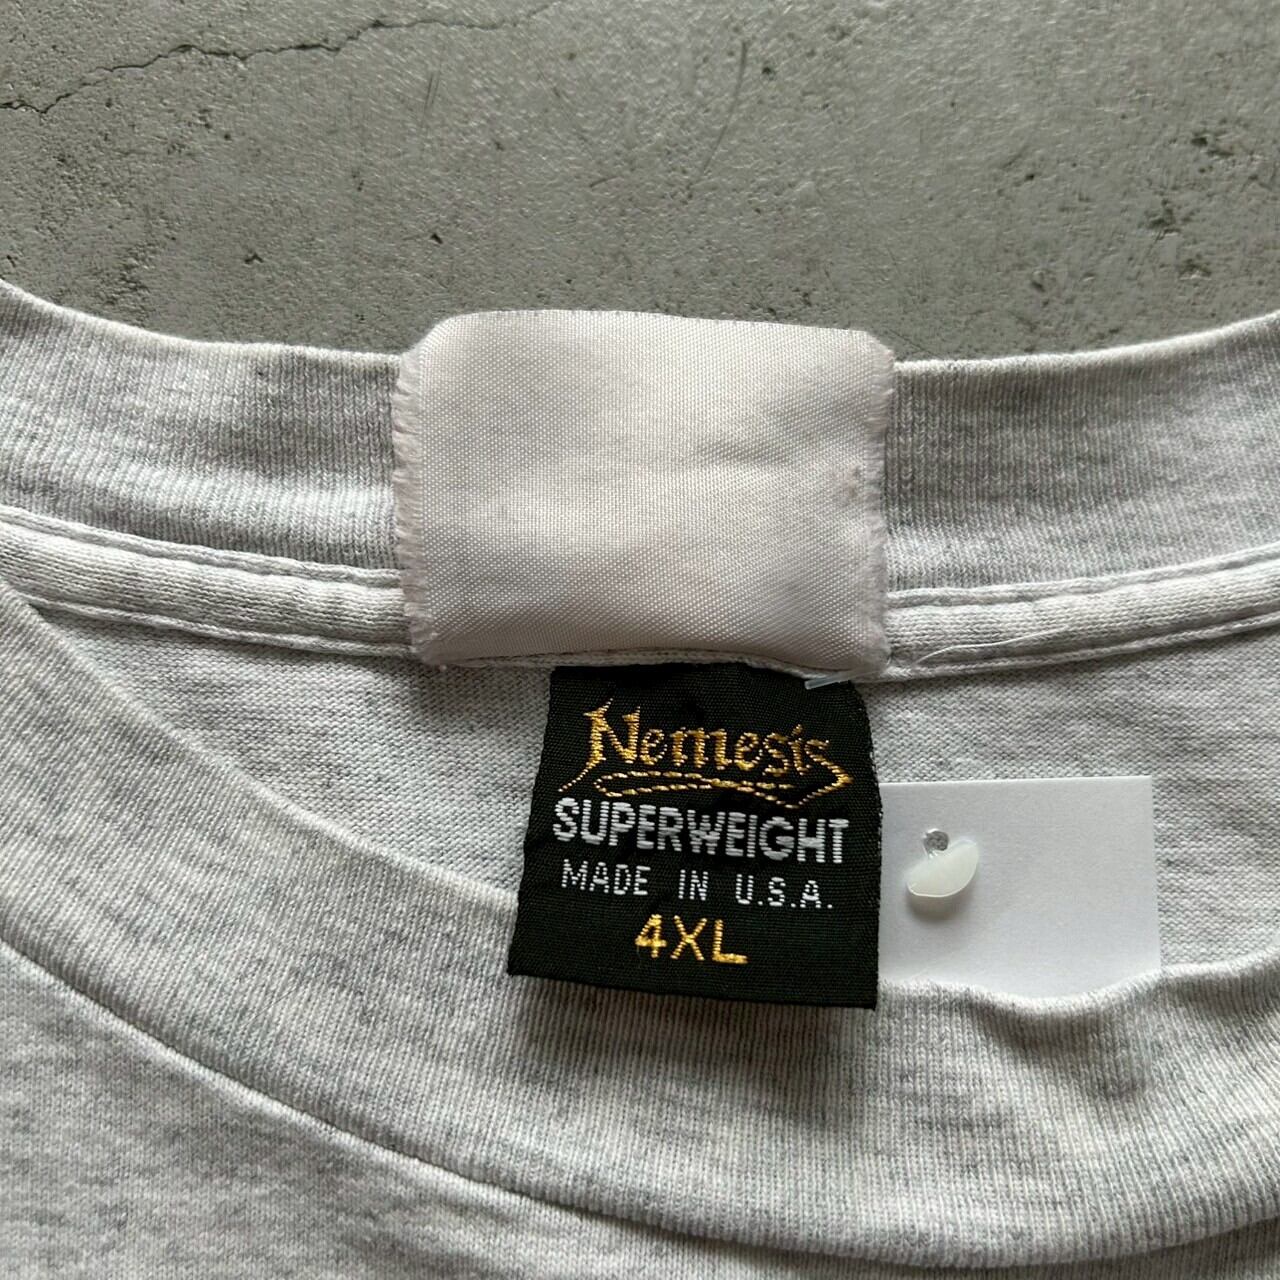 Nemesis
SUPERWEIGHT
MADE IN U.S.A.
4XL